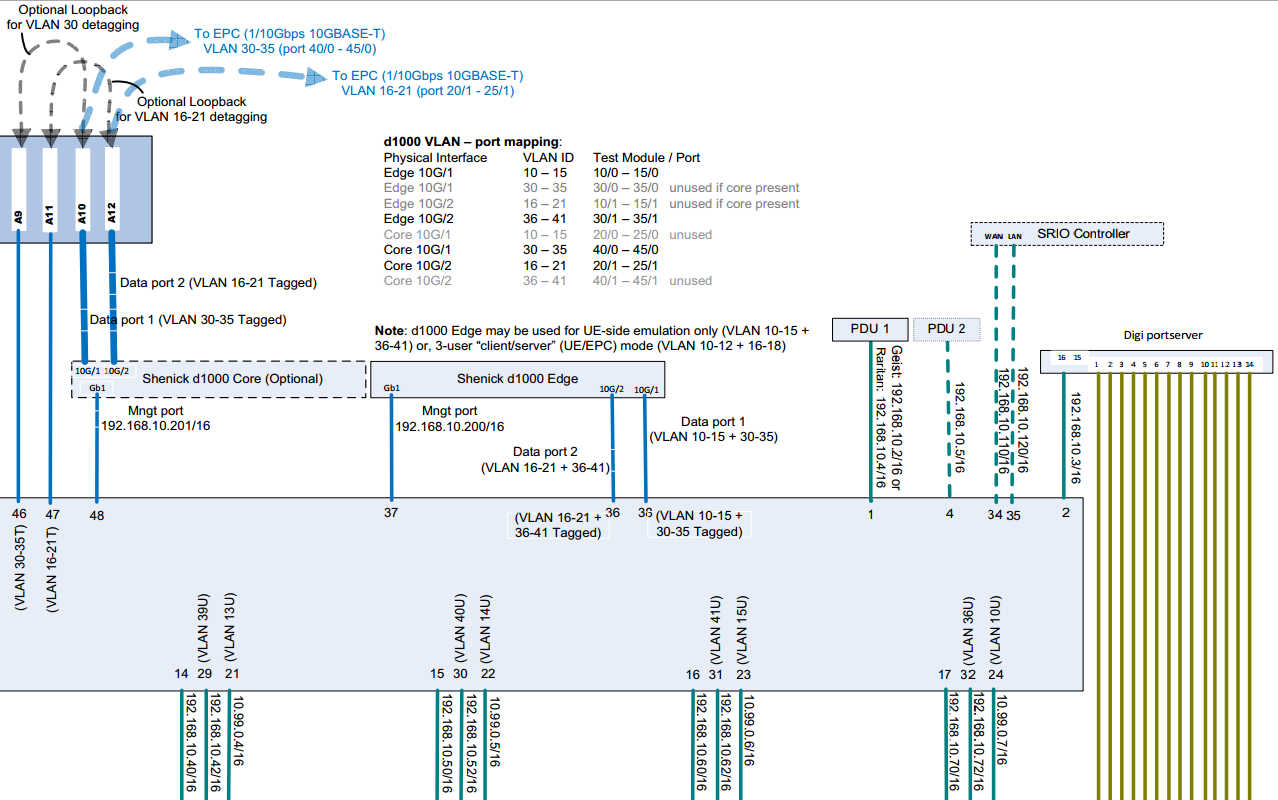 Optional Loopback
for VLAN 30 detagging
To EPC (1/10Gbps 10GBASE-T)
VLAN 30-35 (port 40/0 - 45/0)
To EPC (1/10Gbps 10GBASE-T)
VLAN 16-21 (port 20/1 - 25/1)
Optional Loopback
for VLAN 16-21 detagging
A9
A11
A10
A12
d1000 VLAN – port mapping:
Physical Interface VLAN ID Test Module / Port
Edge 10G/1 10 – 15 10/0 – 15/0
Edge 10G/1 30 – 35 30/0 – 35/0 unused if core present
Edge 10G/2 16 – 21 10/1 – 15/1 unused if core present
Edge 10G/2 36 – 41 30/1 – 35/1
Core 10G/1 10 – 15 20/0 – 25/0 unused
Core 10G/1 30 – 35 40/0 – 45/0
Core 10G/2 16 – 21 20/1 – 25/1
Core 10G/2 36 – 41 40/1 – 45/1 unused
WAN LAN SRIO Controller
Data port 2 (VLAN 16-21 Tagged)
Data port 1 (VLAN 30-35 Tagged)
Note: d1000 Edge may be used for UE-side emulation only (VLAN 10-15 +
36-41) or, 3-user “client/server” (UE/EPC) mode (VLAN 10-12 + 16-18)
PDU 1
PDU 2
Digi portserver
16 15 1 2 3 4 5 6 7 8 9 10 11 12 13 14
10G/1 10G/2
Shenick d1000 Core (Optional)
Gb1
Shenick d1000 Edge
Gb1
10G/2 10G/1
Mngt port
192.168.10.201/16
Mngt port
192.168.10.200/16
Data port 2
(VLAN 16-21 + 36-41)
Data port 1
(VLAN 10-15 + 30-35)
Geist: 192.168.10.2/16 or
Raritan: 192.168.10.4/16
192.168.10.5/16
192.168.10.110/16
192.168.10.120/16
192.168.10.3/16
46
47
48
37
36
35
1
4
34
35
2
(VLAN 30-35T)
(VLAN 16-21T)
(VLAN 16-21 +
36-41 Tagged)
(VLAN 10-15 +
30-35 Tagged)
14
29 (VLAN 39U)
21 (VLAN 13U)
15
30 (VLAN 40U)
22 (VLAN 14U)
16
31 (VLAN 41U)
23 (VLAN 15U)
17
32 (VLAN 36U)
24 (VLAN 10U)
192.168.10.40/16
192.168.10.42/16
10.99.0.4/16
192.168.10.50/16
192.168.10.52/16
10.99.0.5/16
192.168.10.60/16
192.168.10.62/16
10.99.0.6/16
192.168.10.70/16
192.168.10.72/16
10.99.0.7/16